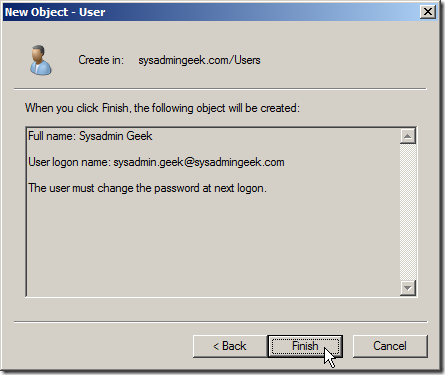 New Object - User
Create in: sysadmingeek.com/Users
When you click Finish, the following object will be created:
Full name: Sysadmin Geek
User logon name: sysadmin.geek@sysadmingeek.com
The user must change the password at next logon.
< Back Finish Cancel